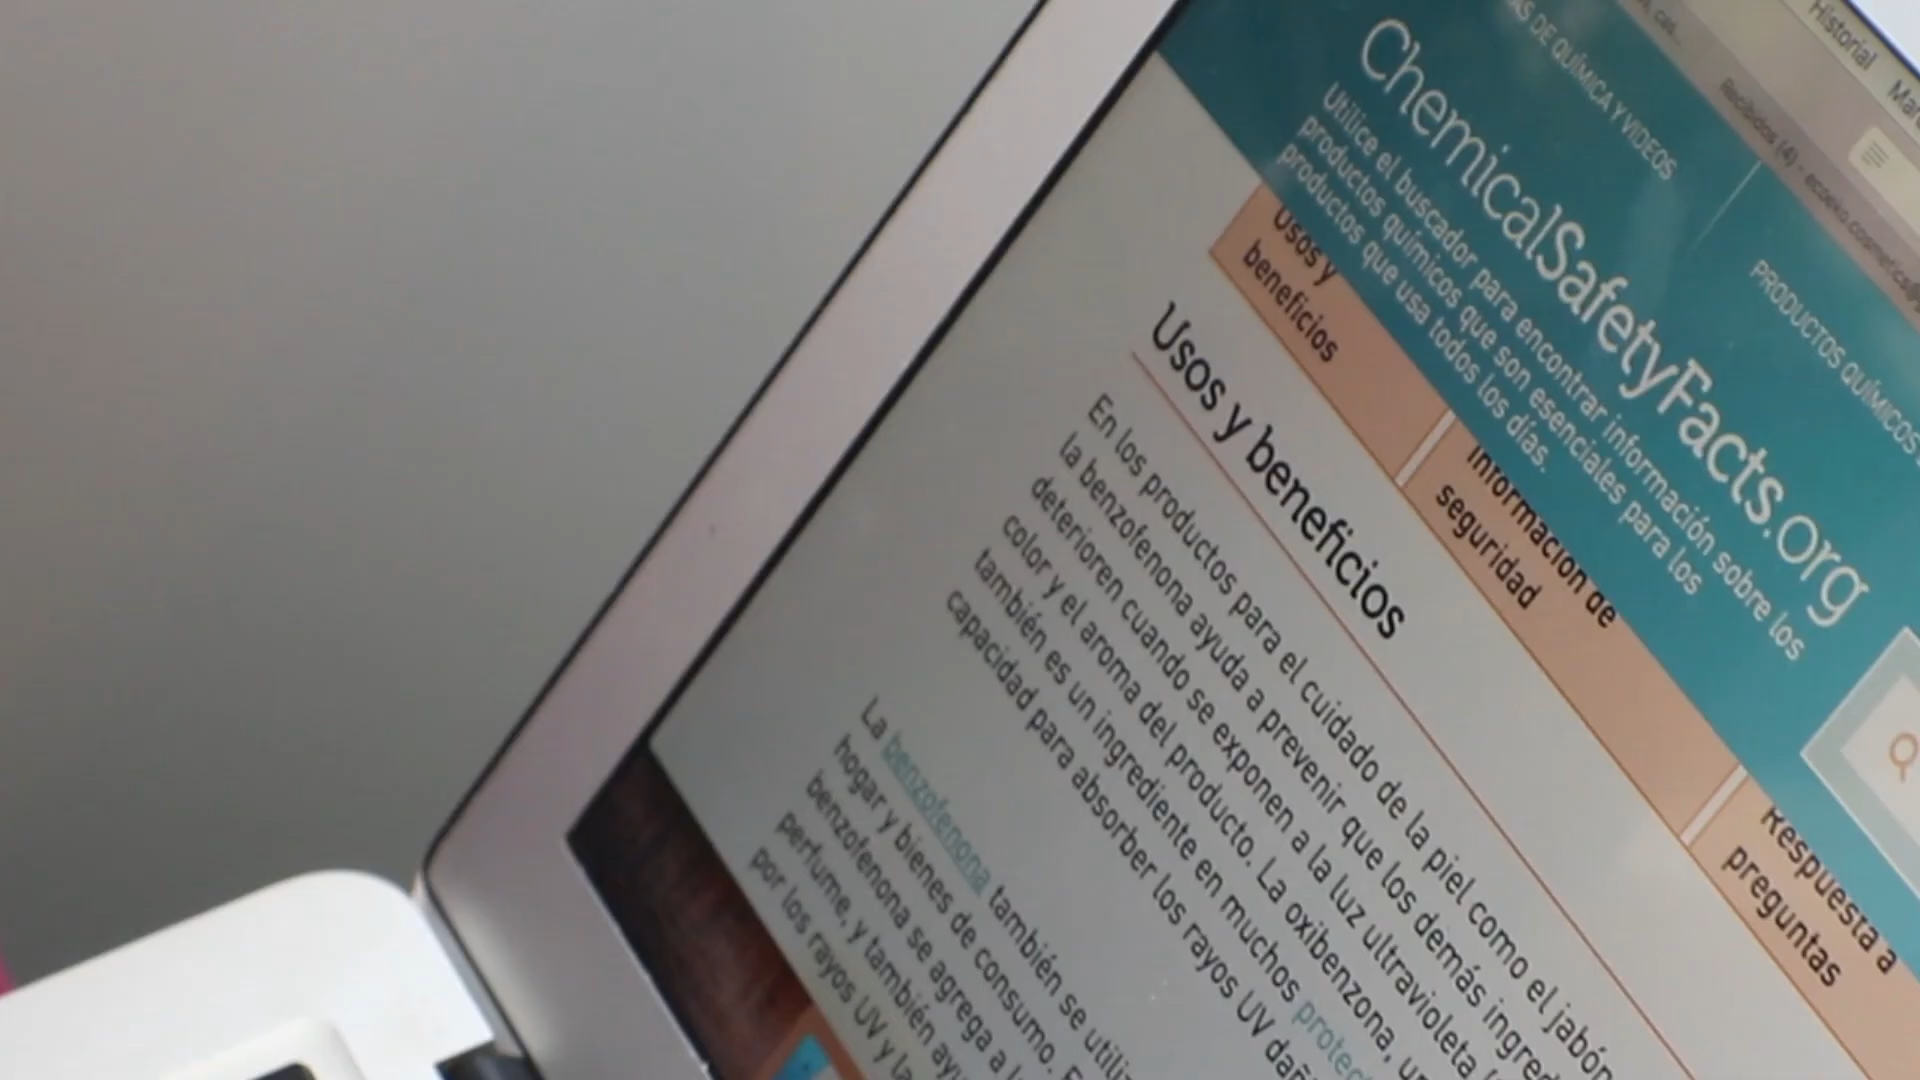 Historial
Recibidos (4) - ecoeko.cosmetica@
DE QUÍMICA Y VIDEOS
PRODUCTOS QUÍMICOS
ChemicalSafetyFacts.org
Utilice el buscador para encontrar información sobre los
productos químicos que son esenciales para los
productos que usa todos los días.
Usos y
beneficios
Información de
seguridad
Respuesta a
preguntas
Usos y beneficios
En los productos para el cuidado de la piel como el jabón
la benzofenona ayuda a prevenir que los demás
deterioren cuando se exponen a la luz ultravioleta
color y el aroma del producto. La oxibenzona,
también es un ingrediente en muchos
capacidad para absorber los rayos UV
La benzofenona también se
hogar y bienes de consumo.
benzofenona se agrega a
perfume, y también
por los rayos UV y